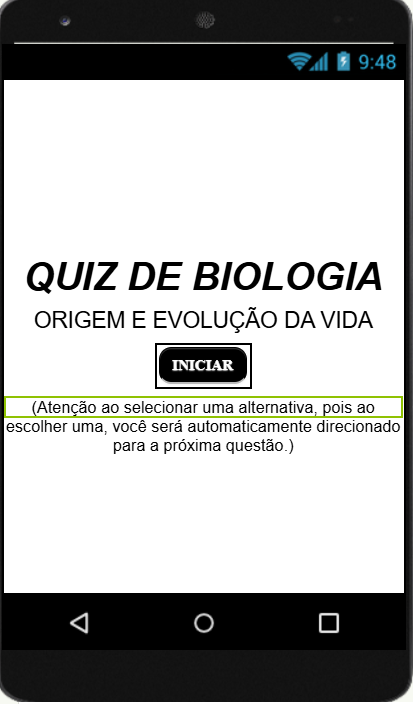 9:48
QUIZ DE BIOLOGIA
ORIGEM E EVOLUÇÃO DA VIDA
INICIAR
(Atenção ao selecionar uma alternativa, pois ao
escolher uma, você será automaticamente direcionado
para a próxima questão.)